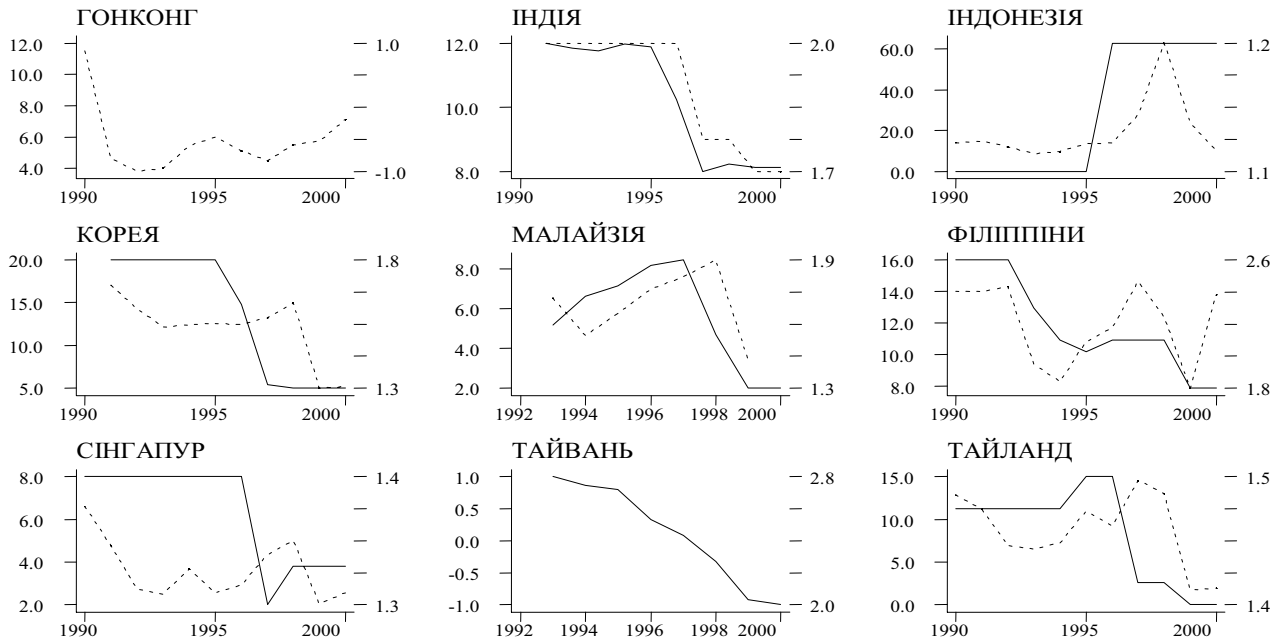 ГОНКОНГ ІНДІЯ ІНДОНЕЗІЯ
12.0 1.0 12.0 2.0 60.0 1.2
10.0
8.0 10.0 40.0
6.0 20.0
4.0 -1.0 8.0 1.7 0.0 1.1
1990 1995 2000 1990 1995 2000 1990 1995 2000
КОРЕЯ МАЛАЙЗІЯ ФІЛІППІНИ
20.0 1.8 8.0 1.9 16.0 2.6
15.0 6.0 14.0
12.0
10.0 4.0 10.0
5.0 1.3 2.0 1.3 8.0 1.8
1990 1995 2000 1992 1994 1996 1998 2000 1990 1995 2000
СІНГАПУР ТАЙВАНЬ ТАЙЛАНД
8.0 1.4 1.0 2.8 15.0 1.5
6.0 0.5 10.0
0.0
4.0 -0.5 5.0
2.0 1.3 -1.0 2.0 0.0 1.4
1990 1995 2000 1992 1994 1996 1998 2000 1990 1995 2000